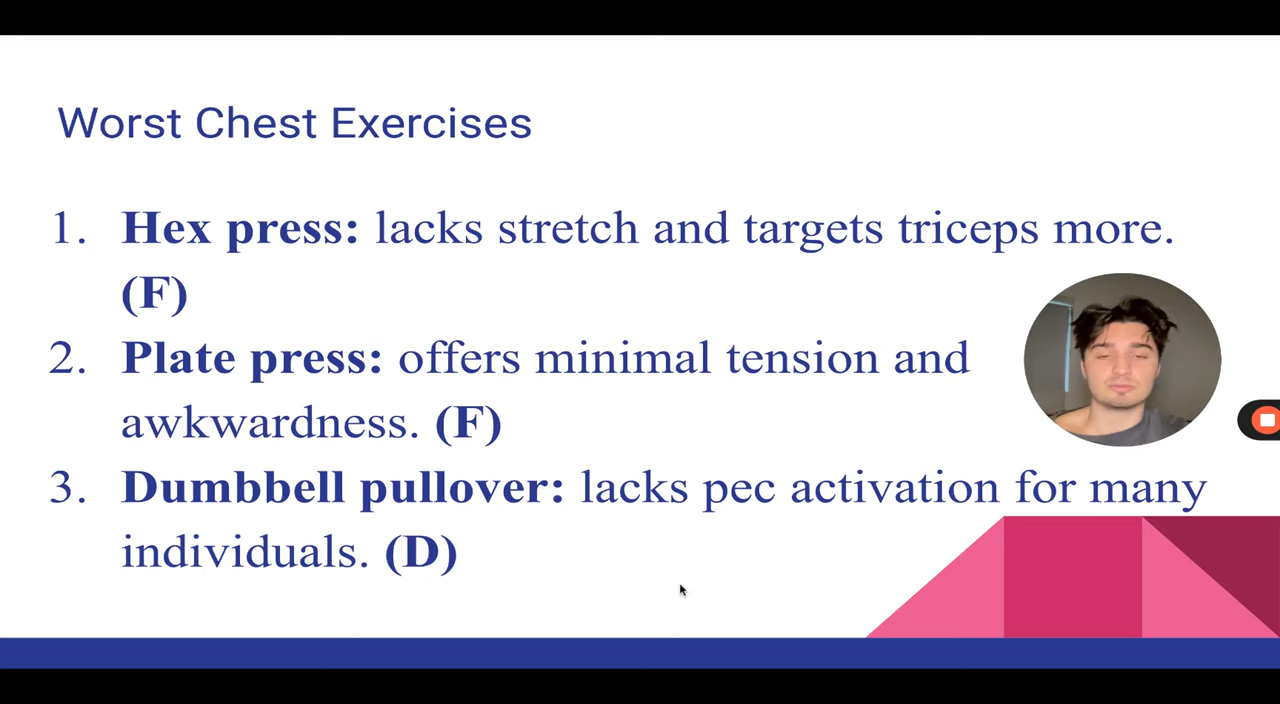 Worst Chest Exercises
1. Hex press: lacks stretch and targets triceps more.
(F)
2. Plate press: offers minimal tension and
awkwardness. (F)
3. Dumbbell pullover: lacks pec activation for many
individuals. (D)